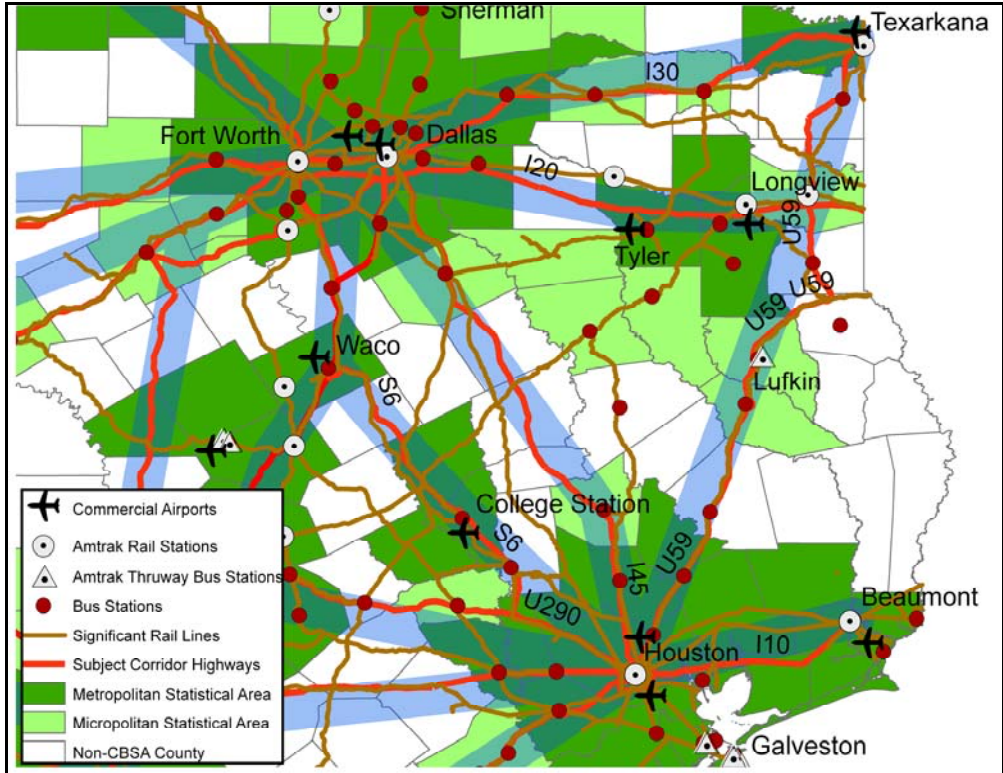 Sherman
Texarkana
I30
Fort Worth
Dallas
I20
Longview
U59
Tyler
U59
U59
Waco
Lufkin
S6
College Station
S6
U59
I45
U290
Beaumont
I10
Houston
Galveston
Commercial Airports
Amtrak Rail Stations
Amtrak Thruway Bus Stations
Bus Stations
Significant Rail Lines
Subject Corridor Highways
Metropolitan Statistical Area
Micropolitan Statistical Area
Non-CBSA County